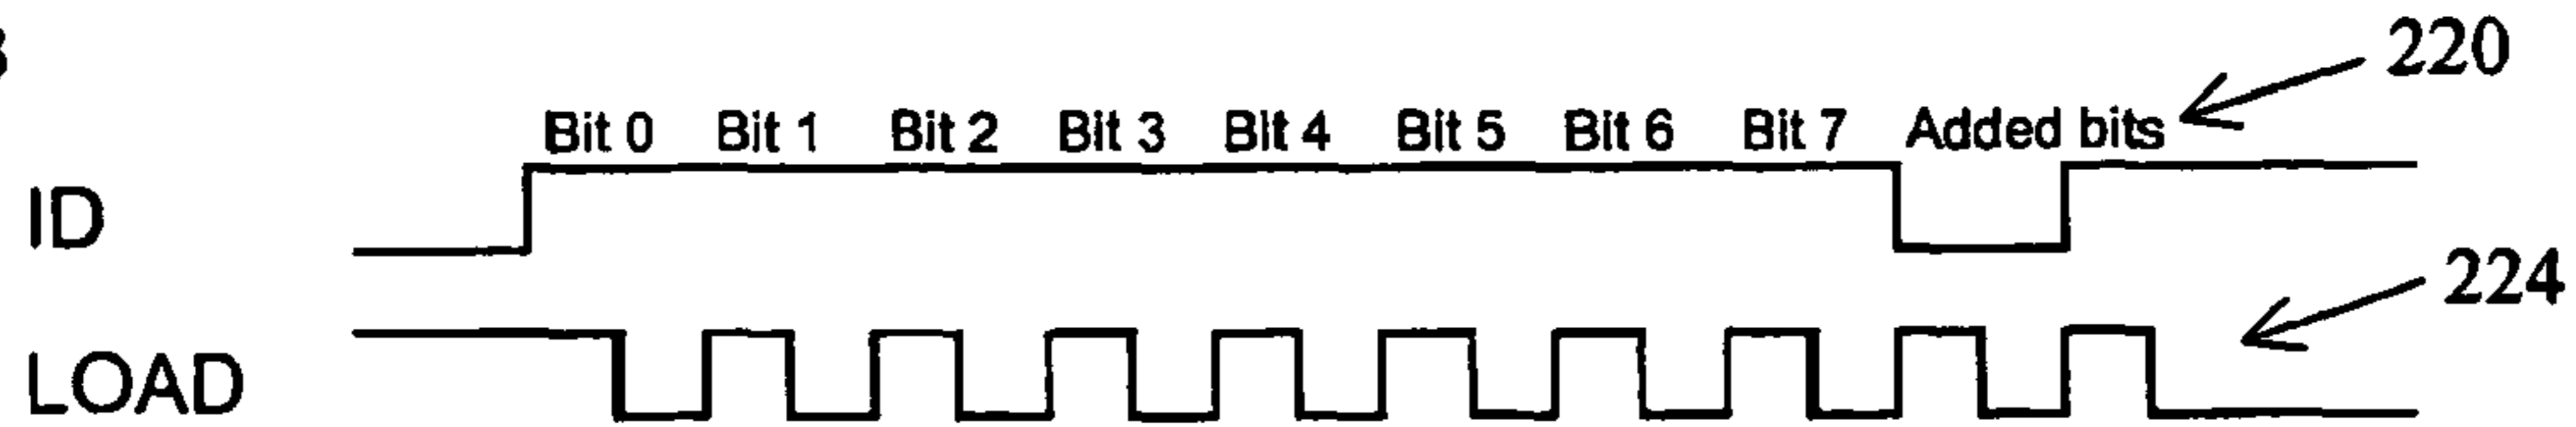 220
Bit 0 Bit 1 Bit 2 Bit 3 Bit 4 Bit 5 Bit 6 Bit 7 Added bits
ID
224
LOAD